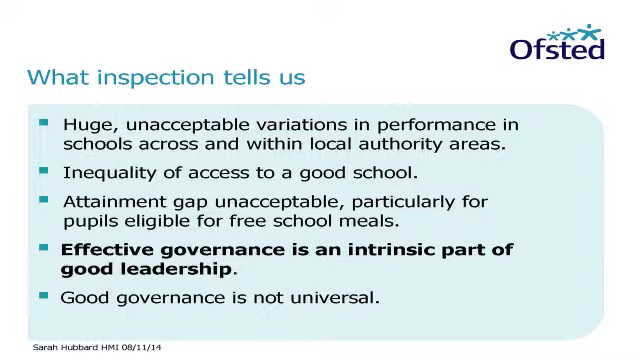 Ofsted
What inspection tells us
Huge, unacceptable variations in performance in
schools across and within local authority areas.
Inequality of access to a good school.
Attainment gap unacceptable, particularly for
pupils eligible for free school meals.
Effective governance is an intrinsic part of
good leadership.
Good governance is not universal.
Sarah Hubbard HMI 08/11/14